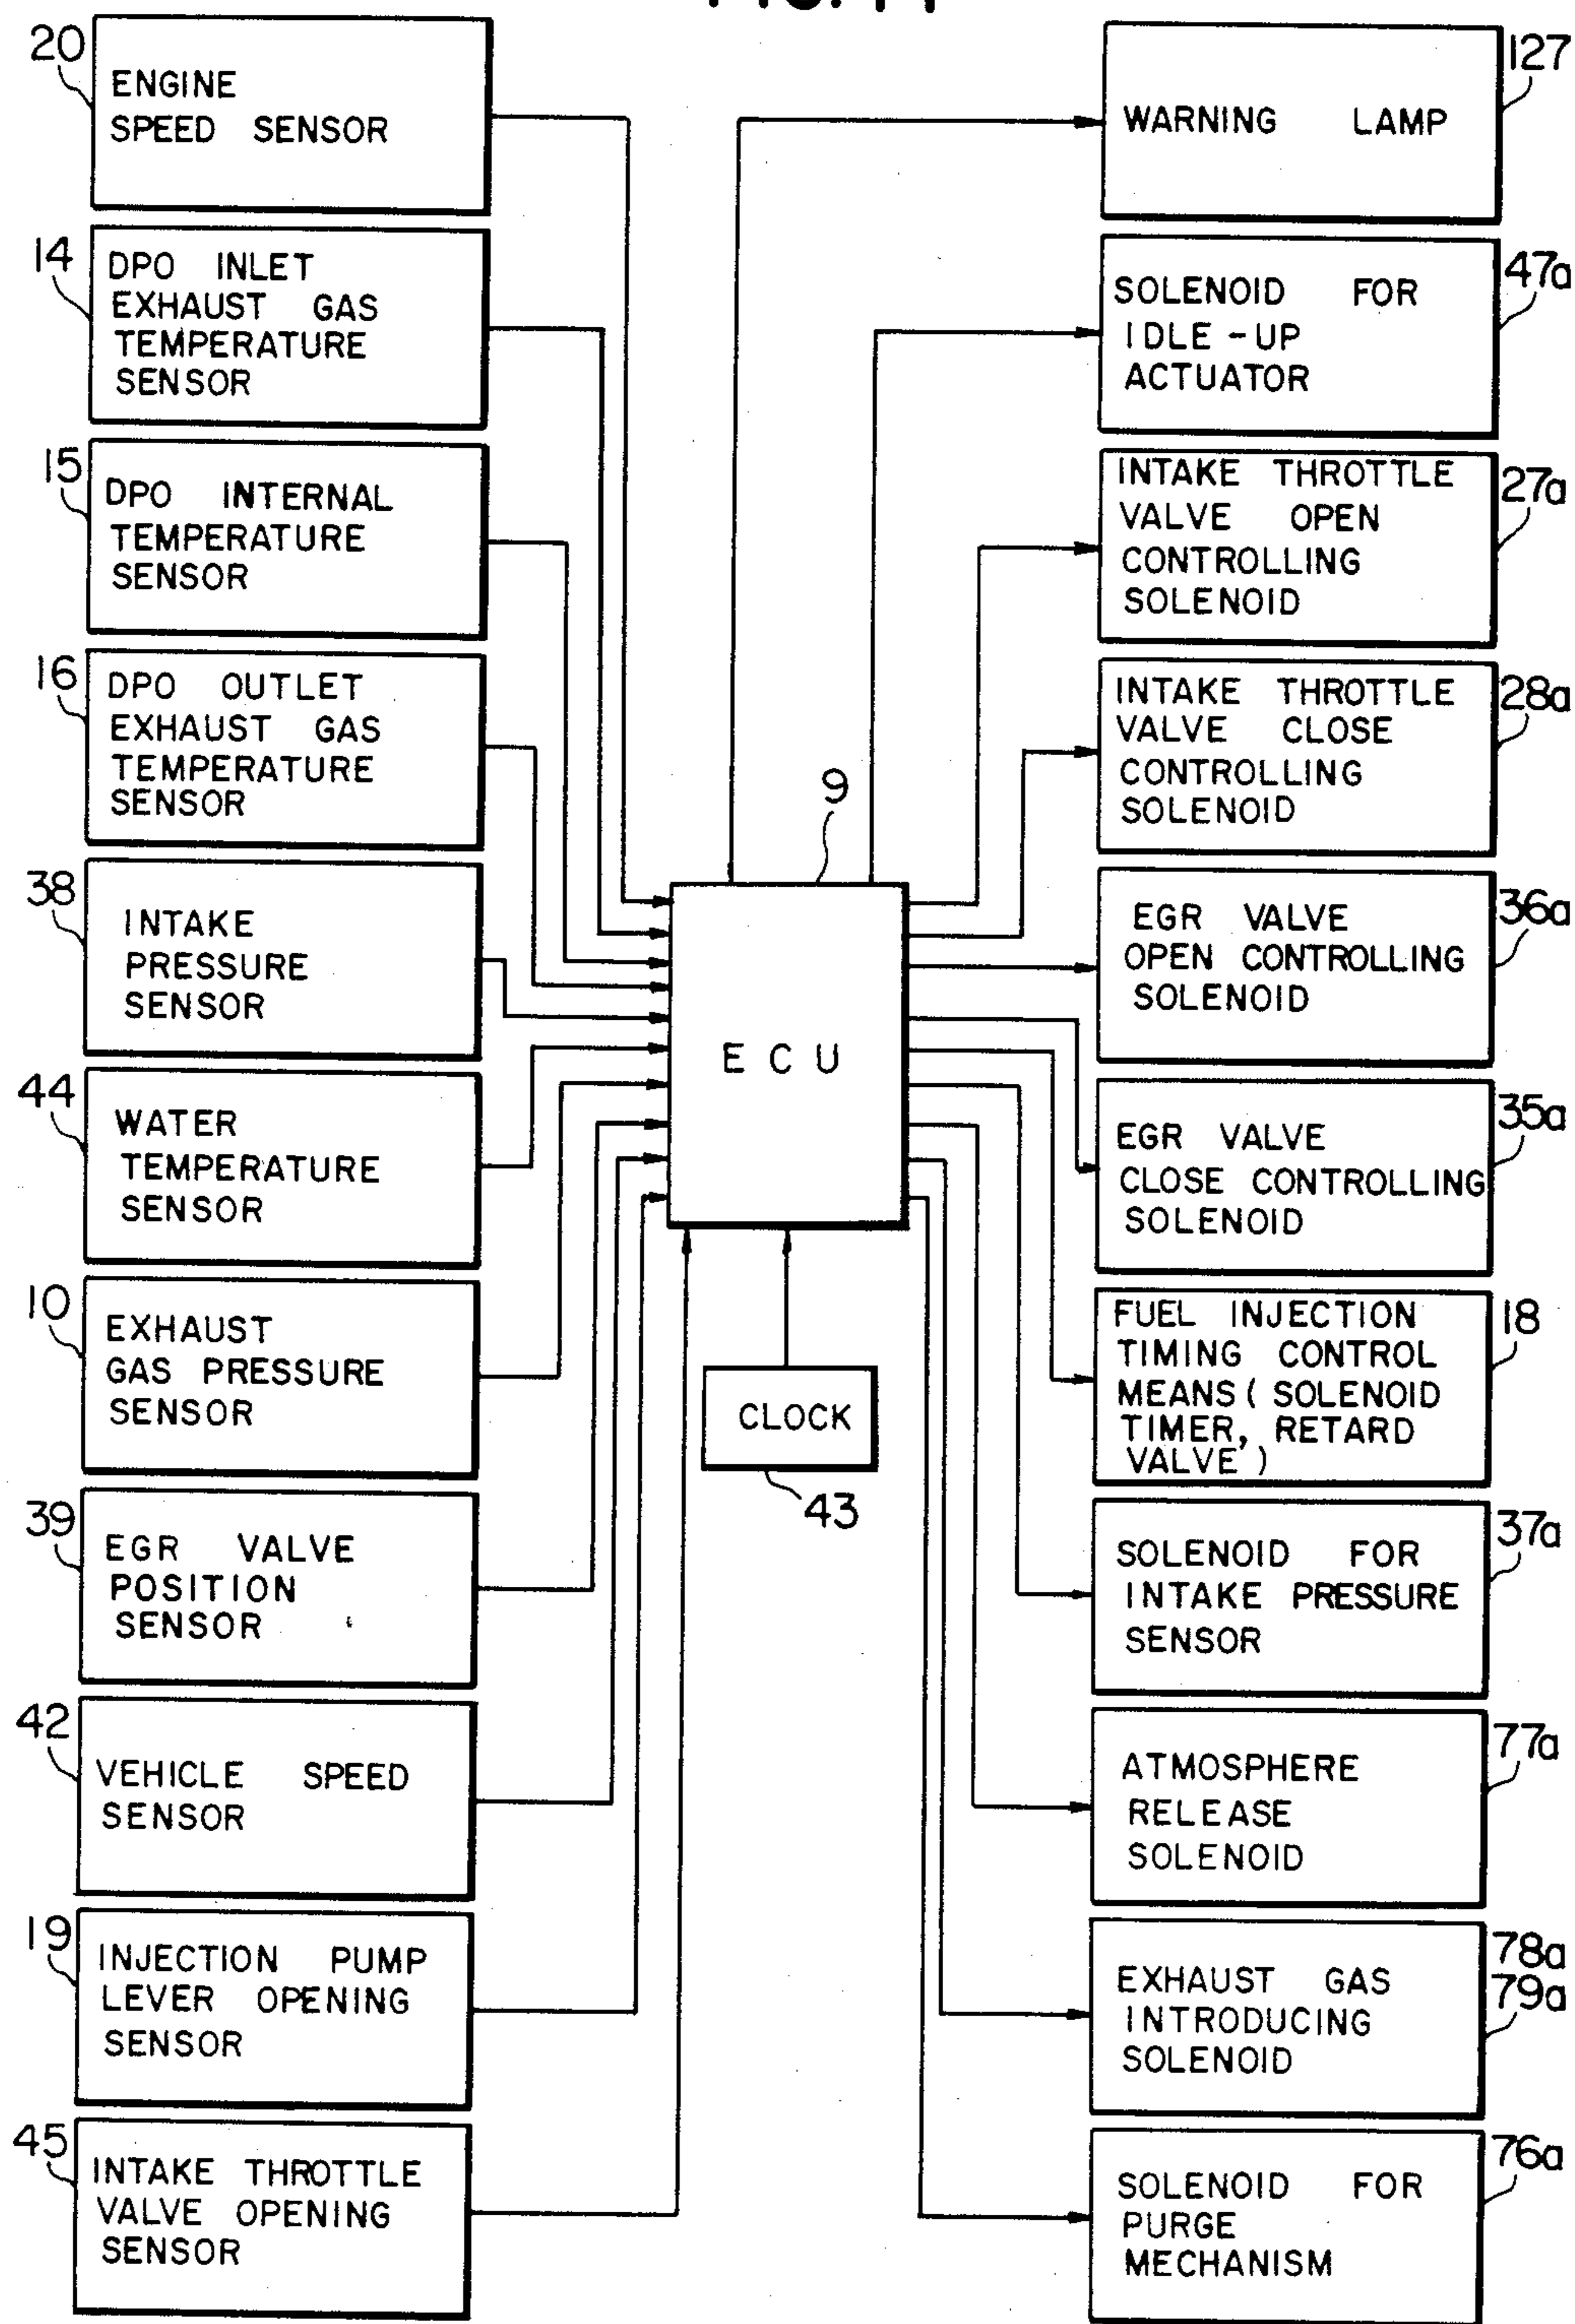 20
ENGINE
SPEED SENSOR
14
DPO INLET
EXHAUST GAS
TEMPERATURE
SENSOR
15
DPO INTERNAL
TEMPERATURE
SENSOR
16
DPO OUTLET
EXHAUST GAS
TEMPERATURE
SENSOR
38
INTAKE
PRESSURE
SENSOR
44
WATER
TEMPERATURE
SENSOR
10
EXHAUST
GAS PRESSURE
SENSOR
39
EGR VALVE
POSITION
SENSOR
42
VEHICLE SPEED
SENSOR
19
INJECTION PUMP
LEVER OPENING
SENSOR
45
INTAKE THROTTLE
VALVE OPENING
SENSOR
9
ECU
CLOCK
43
127
WARNING LAMP
47a
SOLENOID FOR
IDLE-UP
ACTUATOR
27a
INTAKE THROTTLE
VALVE OPEN
CONTROLLING
SOLENOID
28a
INTAKE THROTTLE
VALVE CLOSE
CONTROLLING
SOLENOID
36a
EGR VALVE
OPEN CONTROLLING
SOLENOID
35a
EGR VALVE
CLOSE CONTROLLING
SOLENOID
18
FUEL INJECTION
TIMING CONTROL
MEANS (SOLENOID
TIMER, RETARD
VALVE)
37a
SOLENOID FOR
INTAKE PRESSURE
SENSOR
77a
ATMOSPHERE
RELEASE
SOLENOID
78a
79a
EXHAUST GAS
INTRODUCING
SOLENOID
76a
SOLENOID FOR
PURGE
MECHANISM